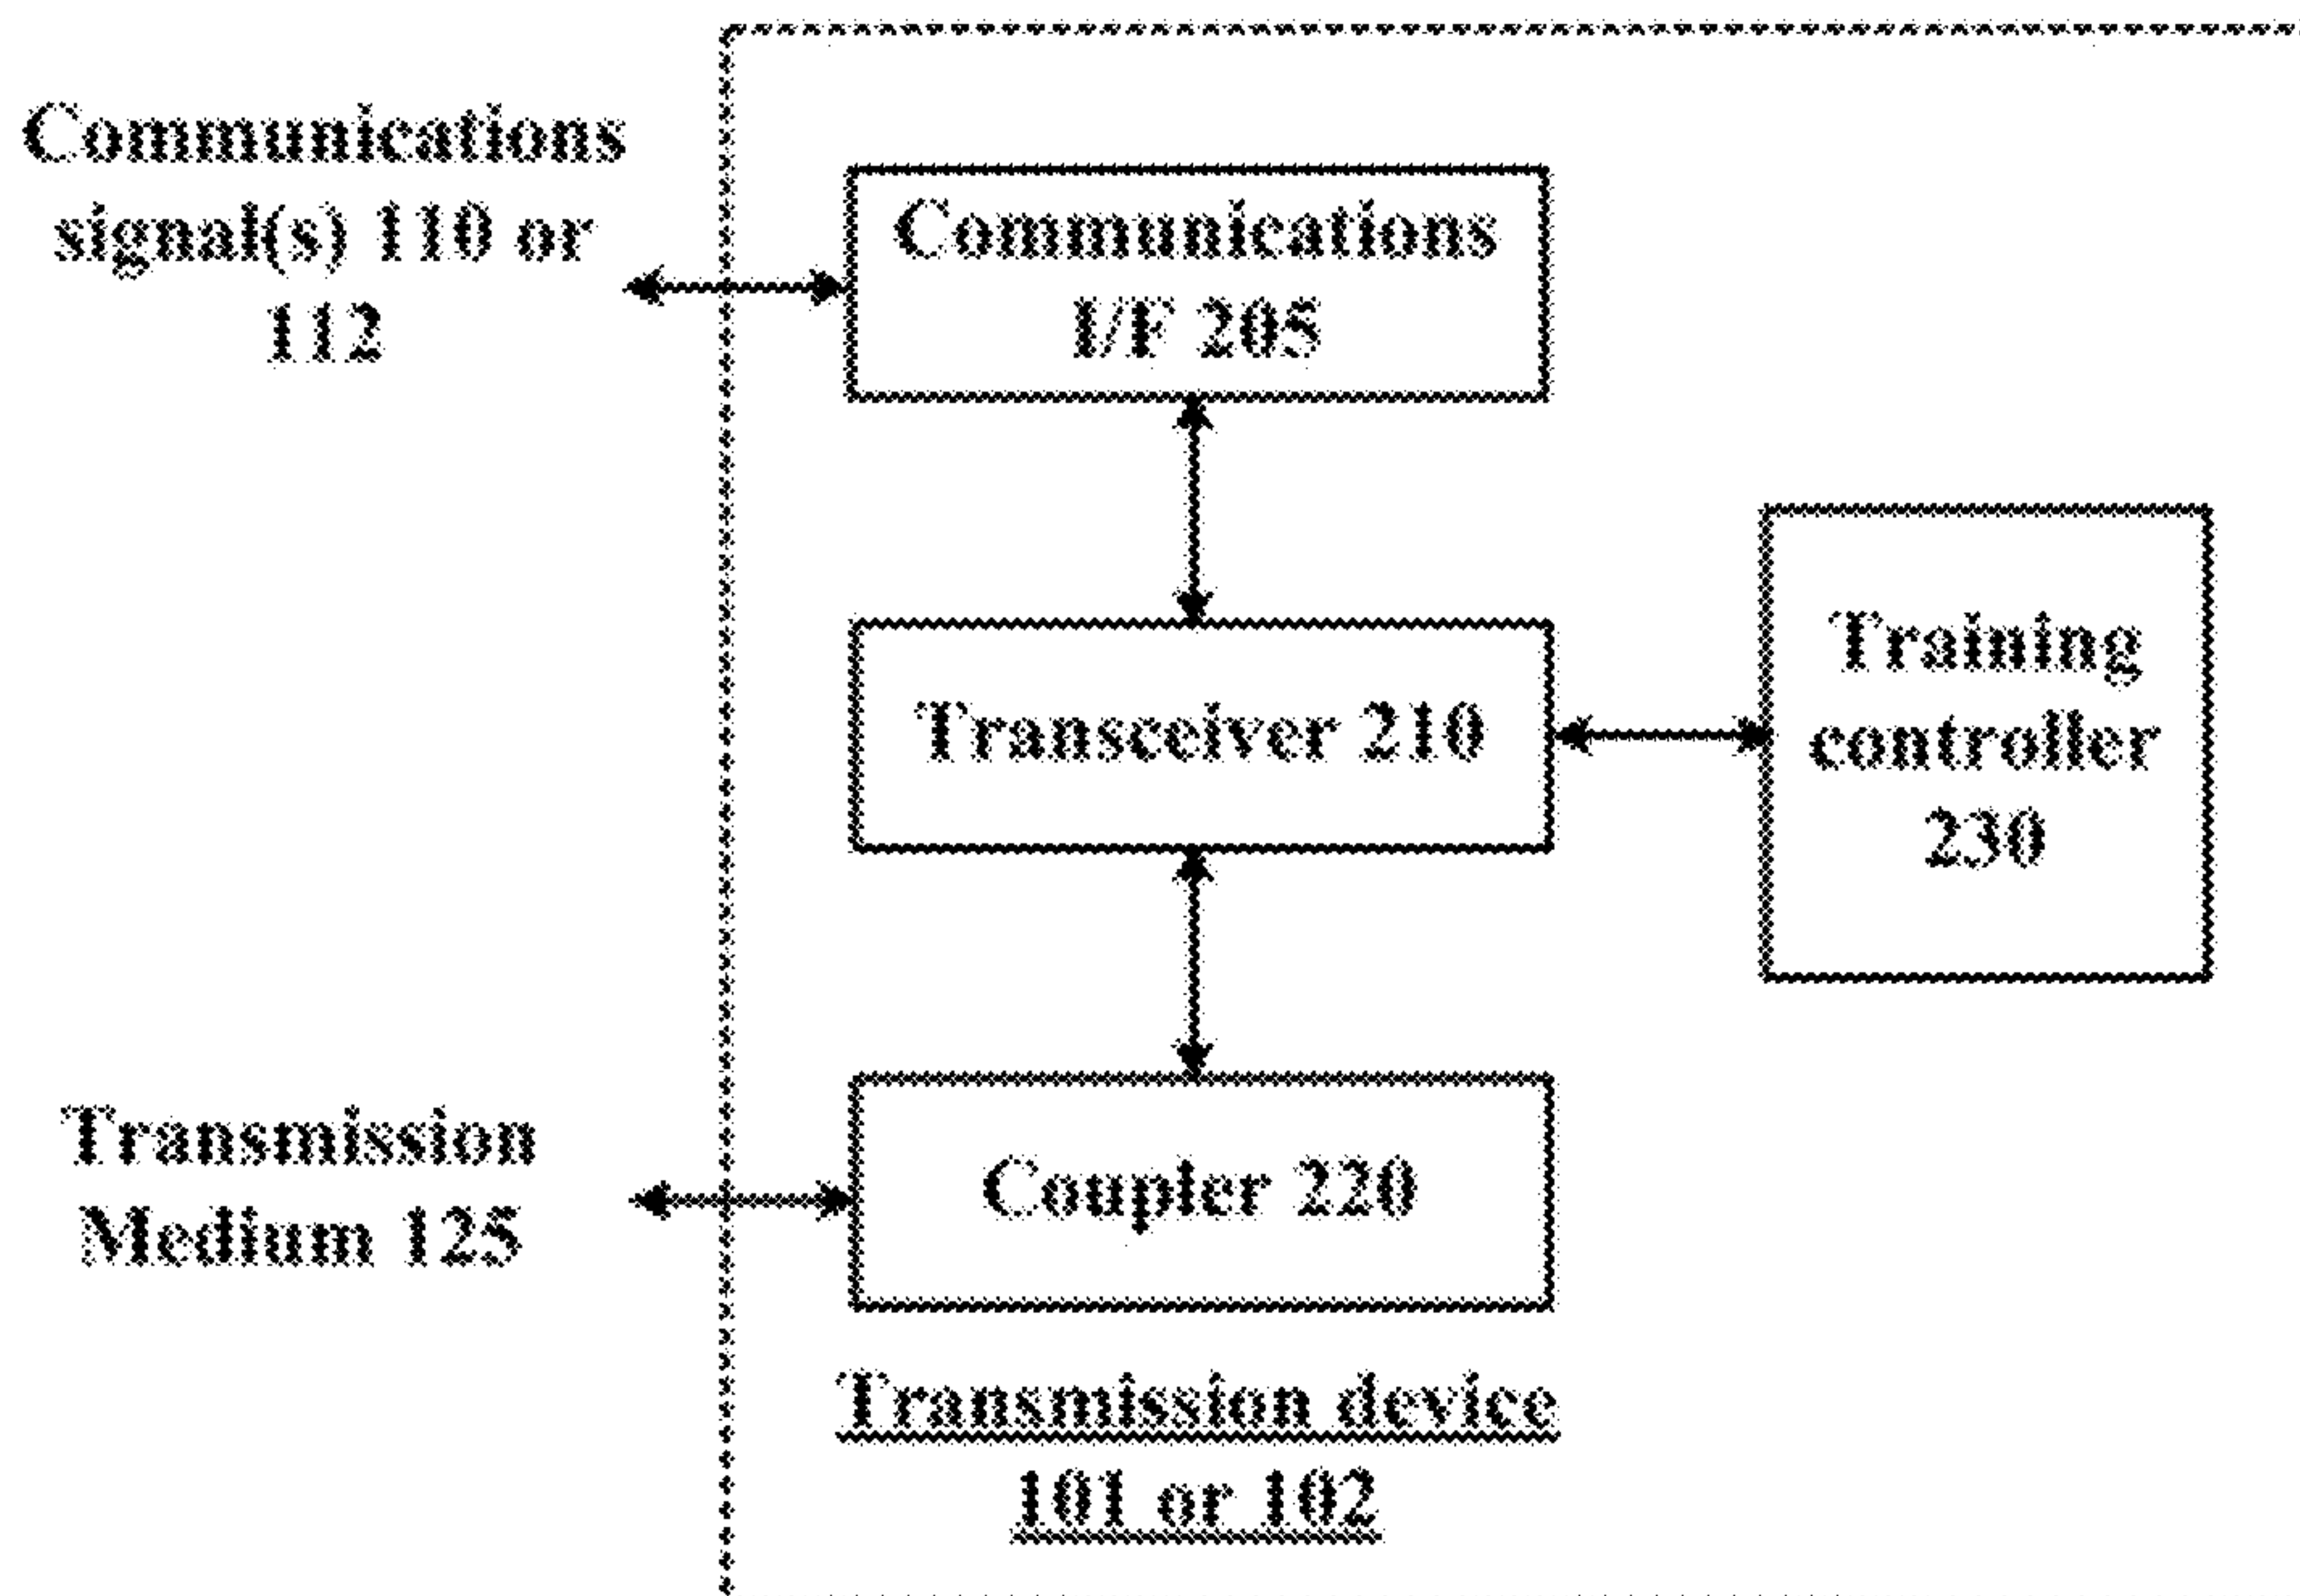 Communications
signal(s) 110 or
112
Communications
I/F 205
Transceiver 210
Training
controller
230
Transmission
Medium 125
Coupler 220
Transmission device
101 or 102